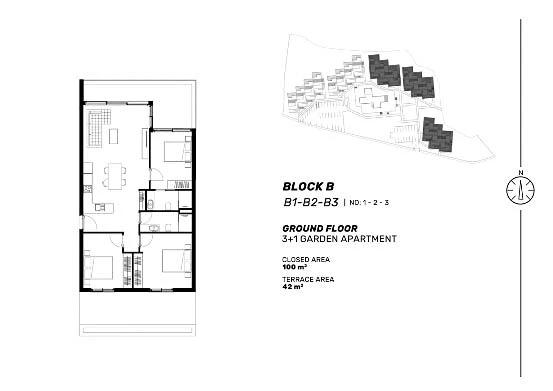 BLOCK B
B1-B2-B3 | NO: 1 - 2 - 3
GROUND FLOOR
3+1 GARDEN APARTMENT
CLOSED AREA
100 m²
TERRACE AREA
42 m²
N